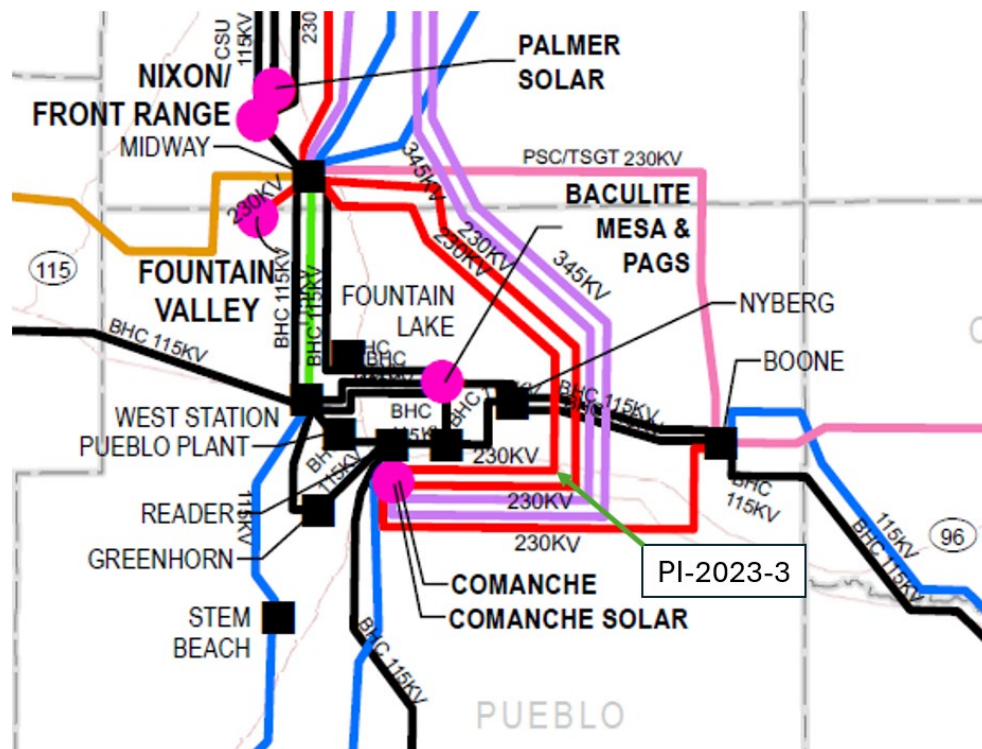 CSU
115KV
230
PALMER
SOLAR
NIXON/
FRONT RANGE
MIDWAY
345KV
PSC/TSGT 230KV
230KV
BACULITE
MESA &
PAGS
230KV
230KV
345KV
115
FOUNTAIN
VALLEY
BHC 115KV
BHC 115KV
FOUNTAIN
LAKE
NYBERG
BHC 115KV
BHC
BHC
BOONE
WEST STATION
PUEBLO PLANT
BHC
BHC
BHC 115KV
230KV
115KV
READER
230KV
BHC
115KV
115KV
GREENHORN
230KV
115KV
BHC 115KV
96
PI-2023-3
COMANCHE
COMANCHE SOLAR
STEM
BEACH
BHC 115KV
PUEBLO